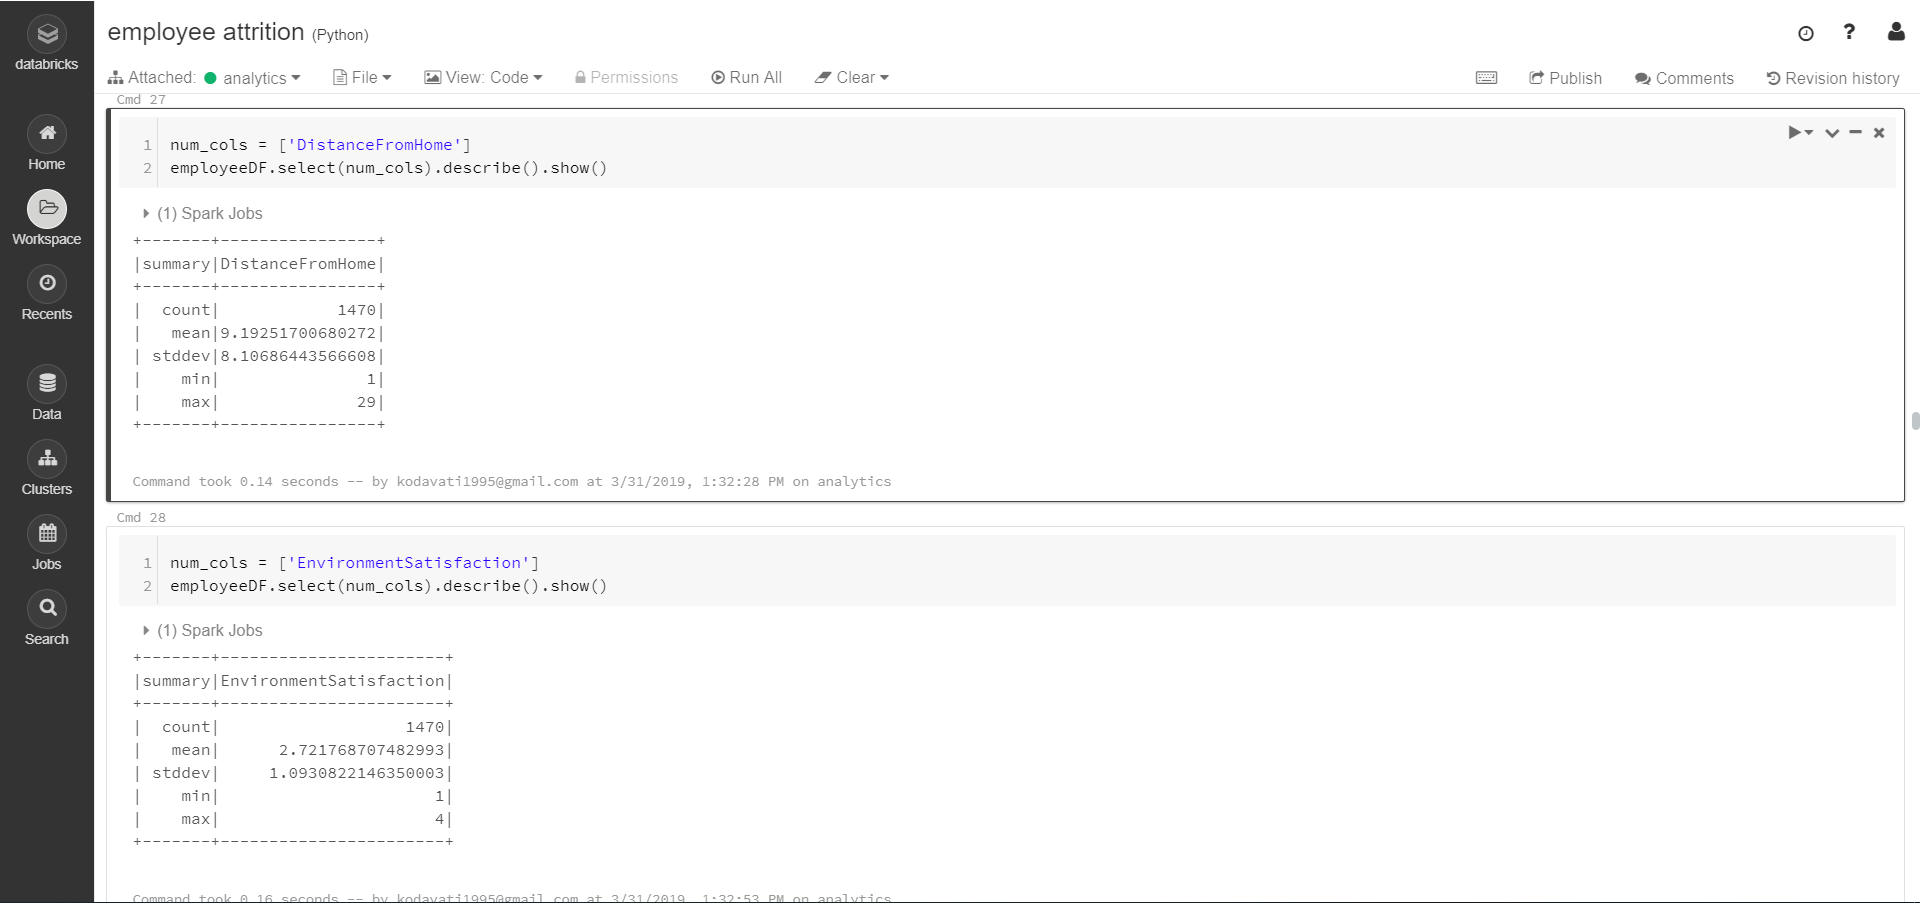 databricks
Home
Workspace
Recents
Data
Clusters
Jobs
Search
employee attrition (Python)
Attached: analytics File View: Code Permissions Run All Clear Publish Comments Revision history
Cmd 27
1 num_cols = ['DistanceFromHome']
2 employeeDF.select(num_cols).describe().show()
(1) Spark Jobs
+-------+----------------+
|summary|DistanceFromHome|
+-------+----------------+
|  count|            1470|
|   mean|9.19251700680272|
| stddev|8.10686443566608|
|    min|               1|
|    max|              29|
+-------+----------------+
Command took 0.14 seconds -- by kodavati1995@gmail.com at 3/31/2019, 1:32:28 PM on analytics
Cmd 28
1 num_cols = ['EnvironmentSatisfaction']
2 employeeDF.select(num_cols).describe().show()
(1) Spark Jobs
+-------+-----------------------+
|summary|EnvironmentSatisfaction|
+-------+-----------------------+
|  count|                   1470|
|   mean|      2.721768707482993|
| stddev|     1.0930822146350003|
|    min|                      1|
|    max|                      4|
+-------+-----------------------+
Command took 0.16 seconds -- by kodavati1995@gmail.com at 3/31/2019, 1:32:53 PM on analytics